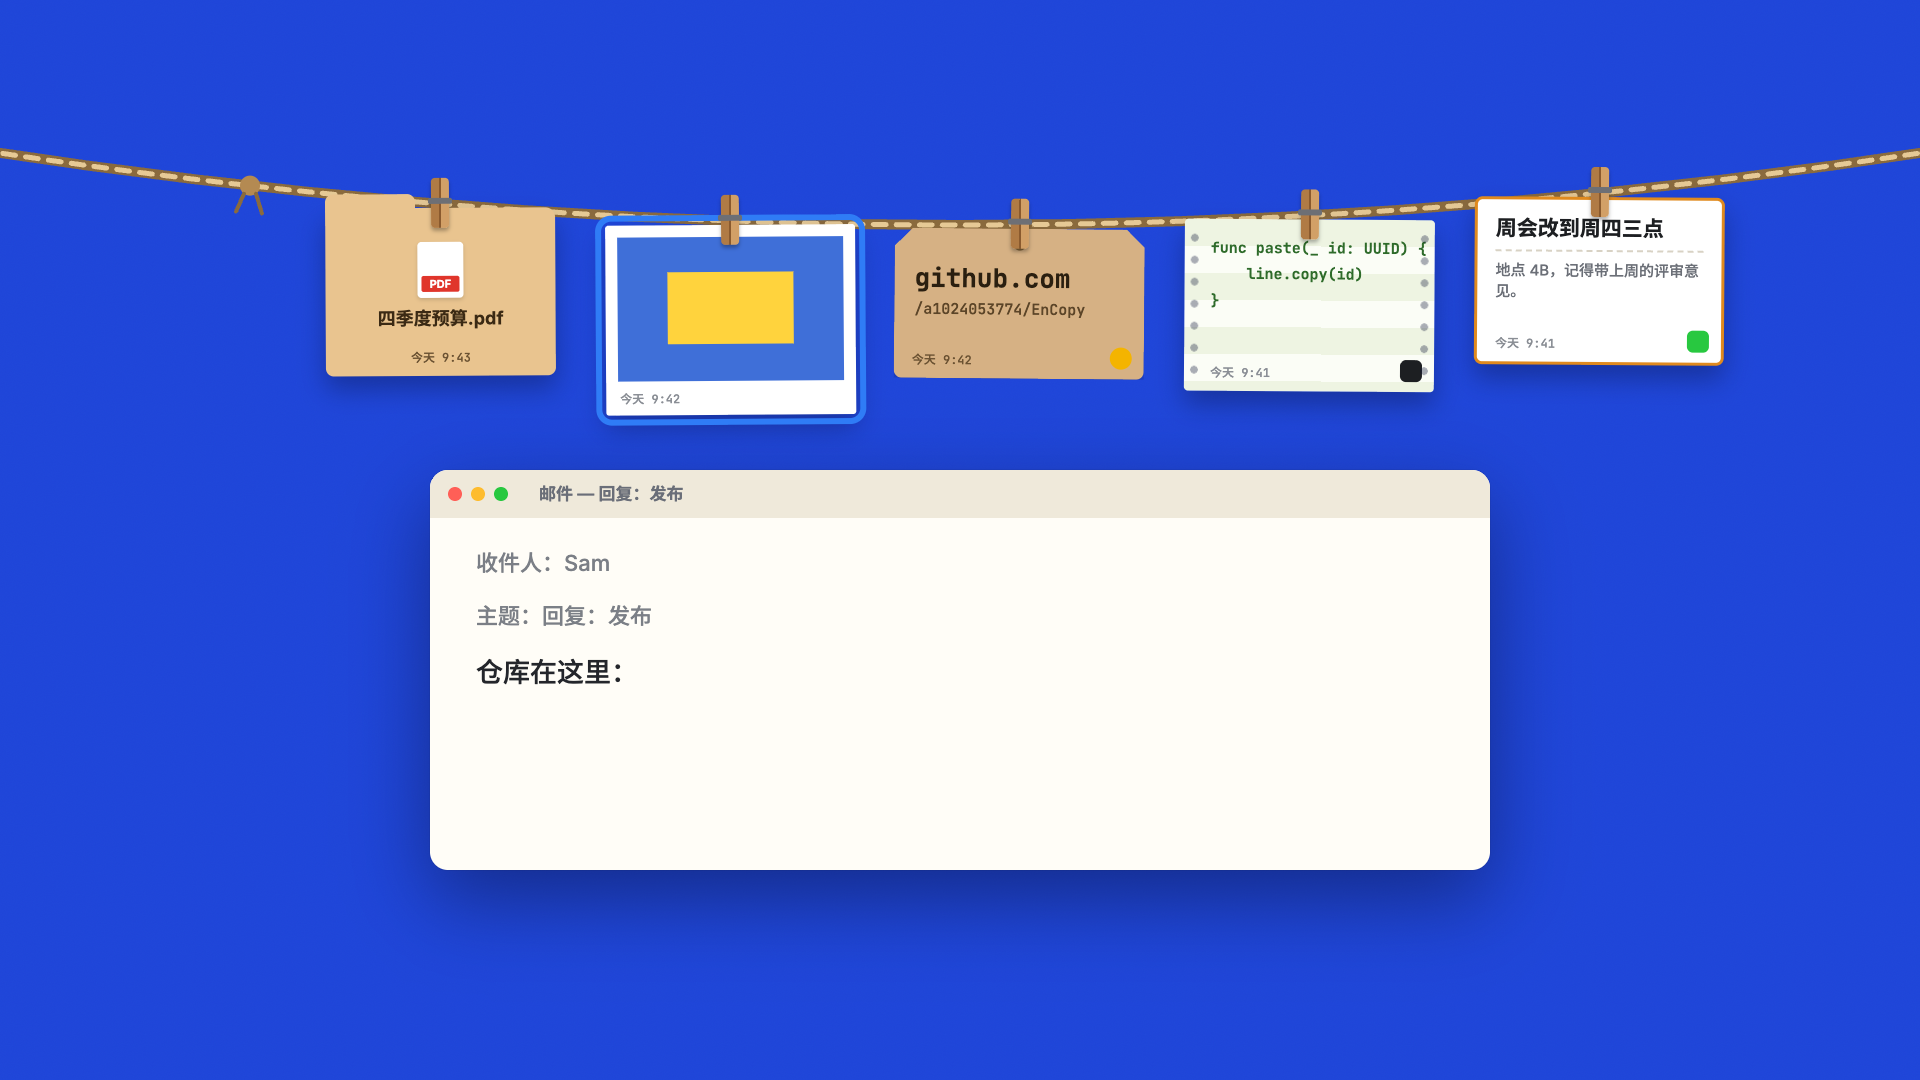 PDF
四季度预算.pdf
今天 9:43
今天 9:42
github.com
/a1024053774/EnCopy
今天 9:42
func paste(_ id: UUID) {
line.copy(id)
}
今天 9:41
周会改到周四三点
地点 4B，记得带上周的评审意
见。
今天 9:41
邮件 — 回复：发布
收件人：Sam
主题：回复：发布
仓库在这里：